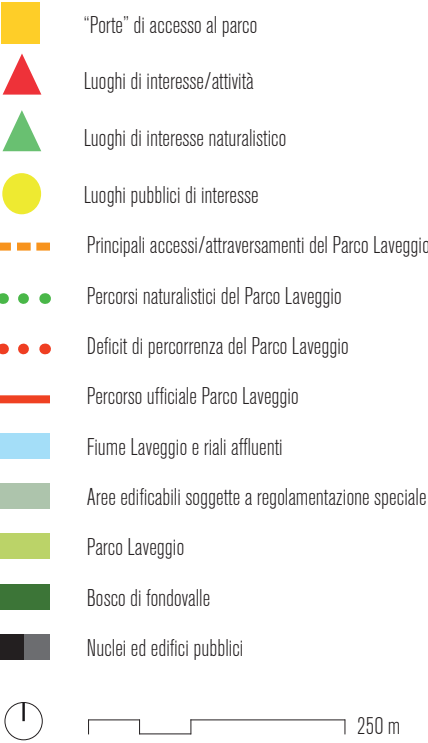 “Porte” di accesso al parco
Luoghi di interesse/attività
Luoghi di interesse naturalistico
Luoghi pubblici di interesse
Principali accessi/attraversamenti del Parco Laveggio
Percorsi naturalistici del Parco Laveggio
Deficit di percorrenza del Parco Laveggio
Percorso ufficiale Parco Laveggio
Fiume Laveggio e riali affluenti
Aree edificabili soggette a regolamentazione speciale
Parco Laveggio
Bosco di fondovalle
Nuclei ed edifici pubblici
250 m